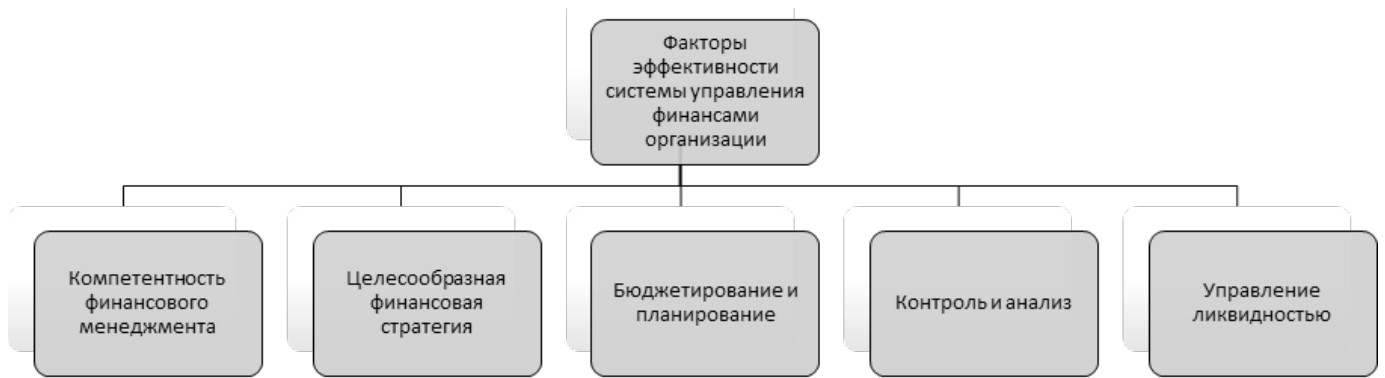 Факторы
эффективности
системы управления
финансами
организации
Компетентность
финансового
менеджмента
Целесообразная
финансовая
стратегия
Бюджетирование и
планирование
Контроль и анализ
Управление
ликвидностью